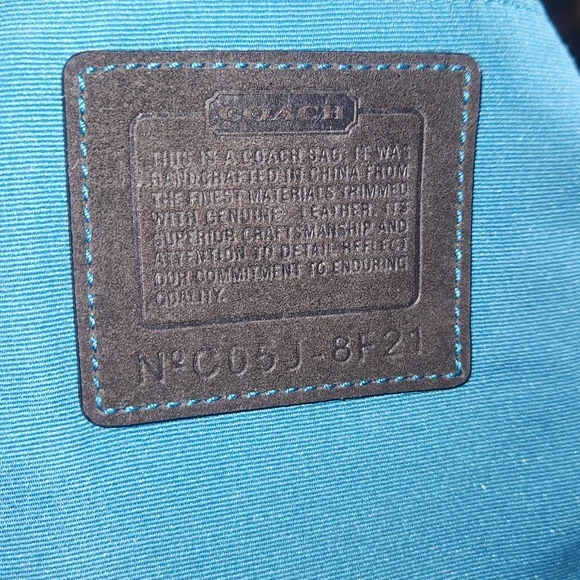 COACH
THIS IS A COACH BAG. IT WAS
HANDCRAFTED IN CHINA FROM
THE FINEST MATERIALS TRIMMED
WITH GENUINE LEATHER. ITS
SUPERIOR CRAFTSMANSHIP AND
ATTENTION TO DETAIL REFLECT
OUR COMMITMENT TO ENDURING
QUALITY.
Nº C05J-8F21